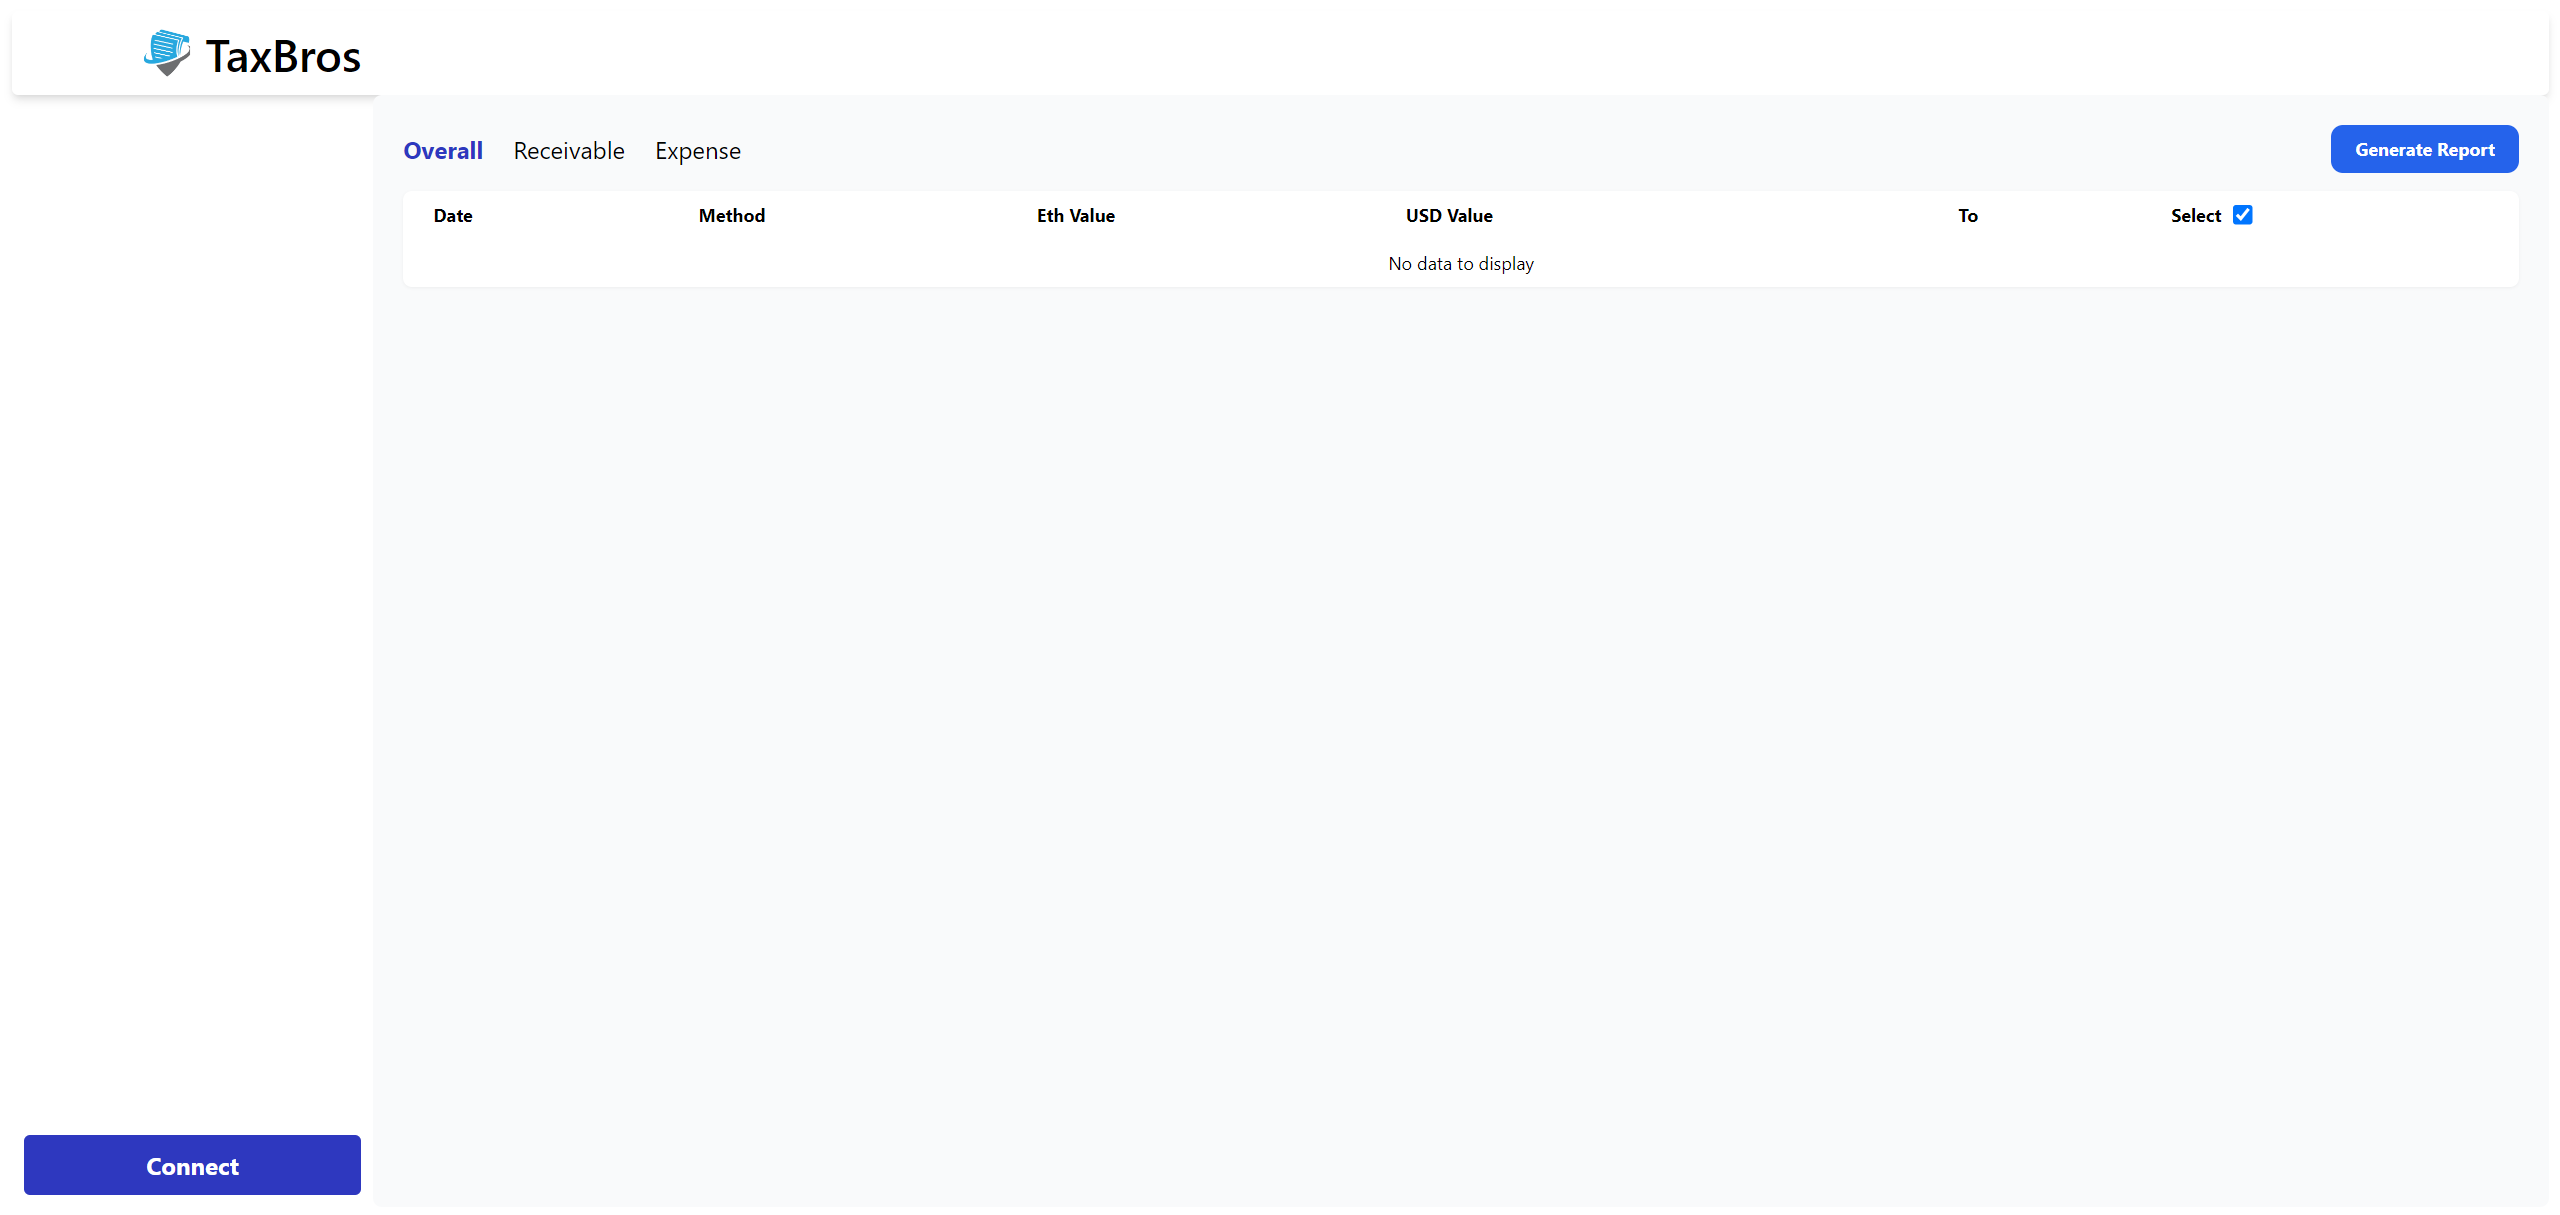 TaxBros
Overall Receivable Expense Generate Report
Date Method Eth Value USD Value To Select
No data to display
Connect